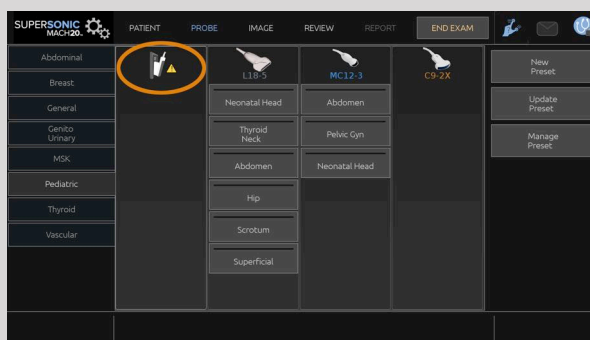 SUPERSONIC
MACH20.
PATIENT
PROBE
IMAGE
REVIEW
REPORT
END EXAM
Abdominal
Breast
General
Genito
Urinary
MSK
Pediatric
Thyroid
Vascular
L18-5
Neonatal Head
Thyroid
Neck
Abdomen
Hip
Scrotum
Superficial
MC12-3
Abdomen
Pelvic Gyn
Neonatal Head
C9-2X
New
Preset
Update
Preset
Manage
Preset